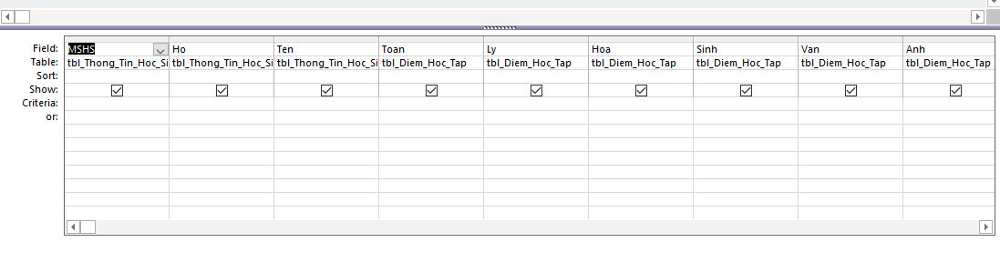 Field: MSHS Ho Ten Toan Ly Hoa Sinh Van Anh
Table: tbl_Thong_Tin_Hoc_Si tbl_Thong_Tin_Hoc_Si tbl_Thong_Tin_Hoc_Si tbl_Diem_Hoc_Tap tbl_Diem_Hoc_Tap tbl_Diem_Hoc_Tap tbl_Diem_Hoc_Tap tbl_Diem_Hoc_Tap tbl_Diem_Hoc_Tap
Sort:
Show:
Criteria:
or: